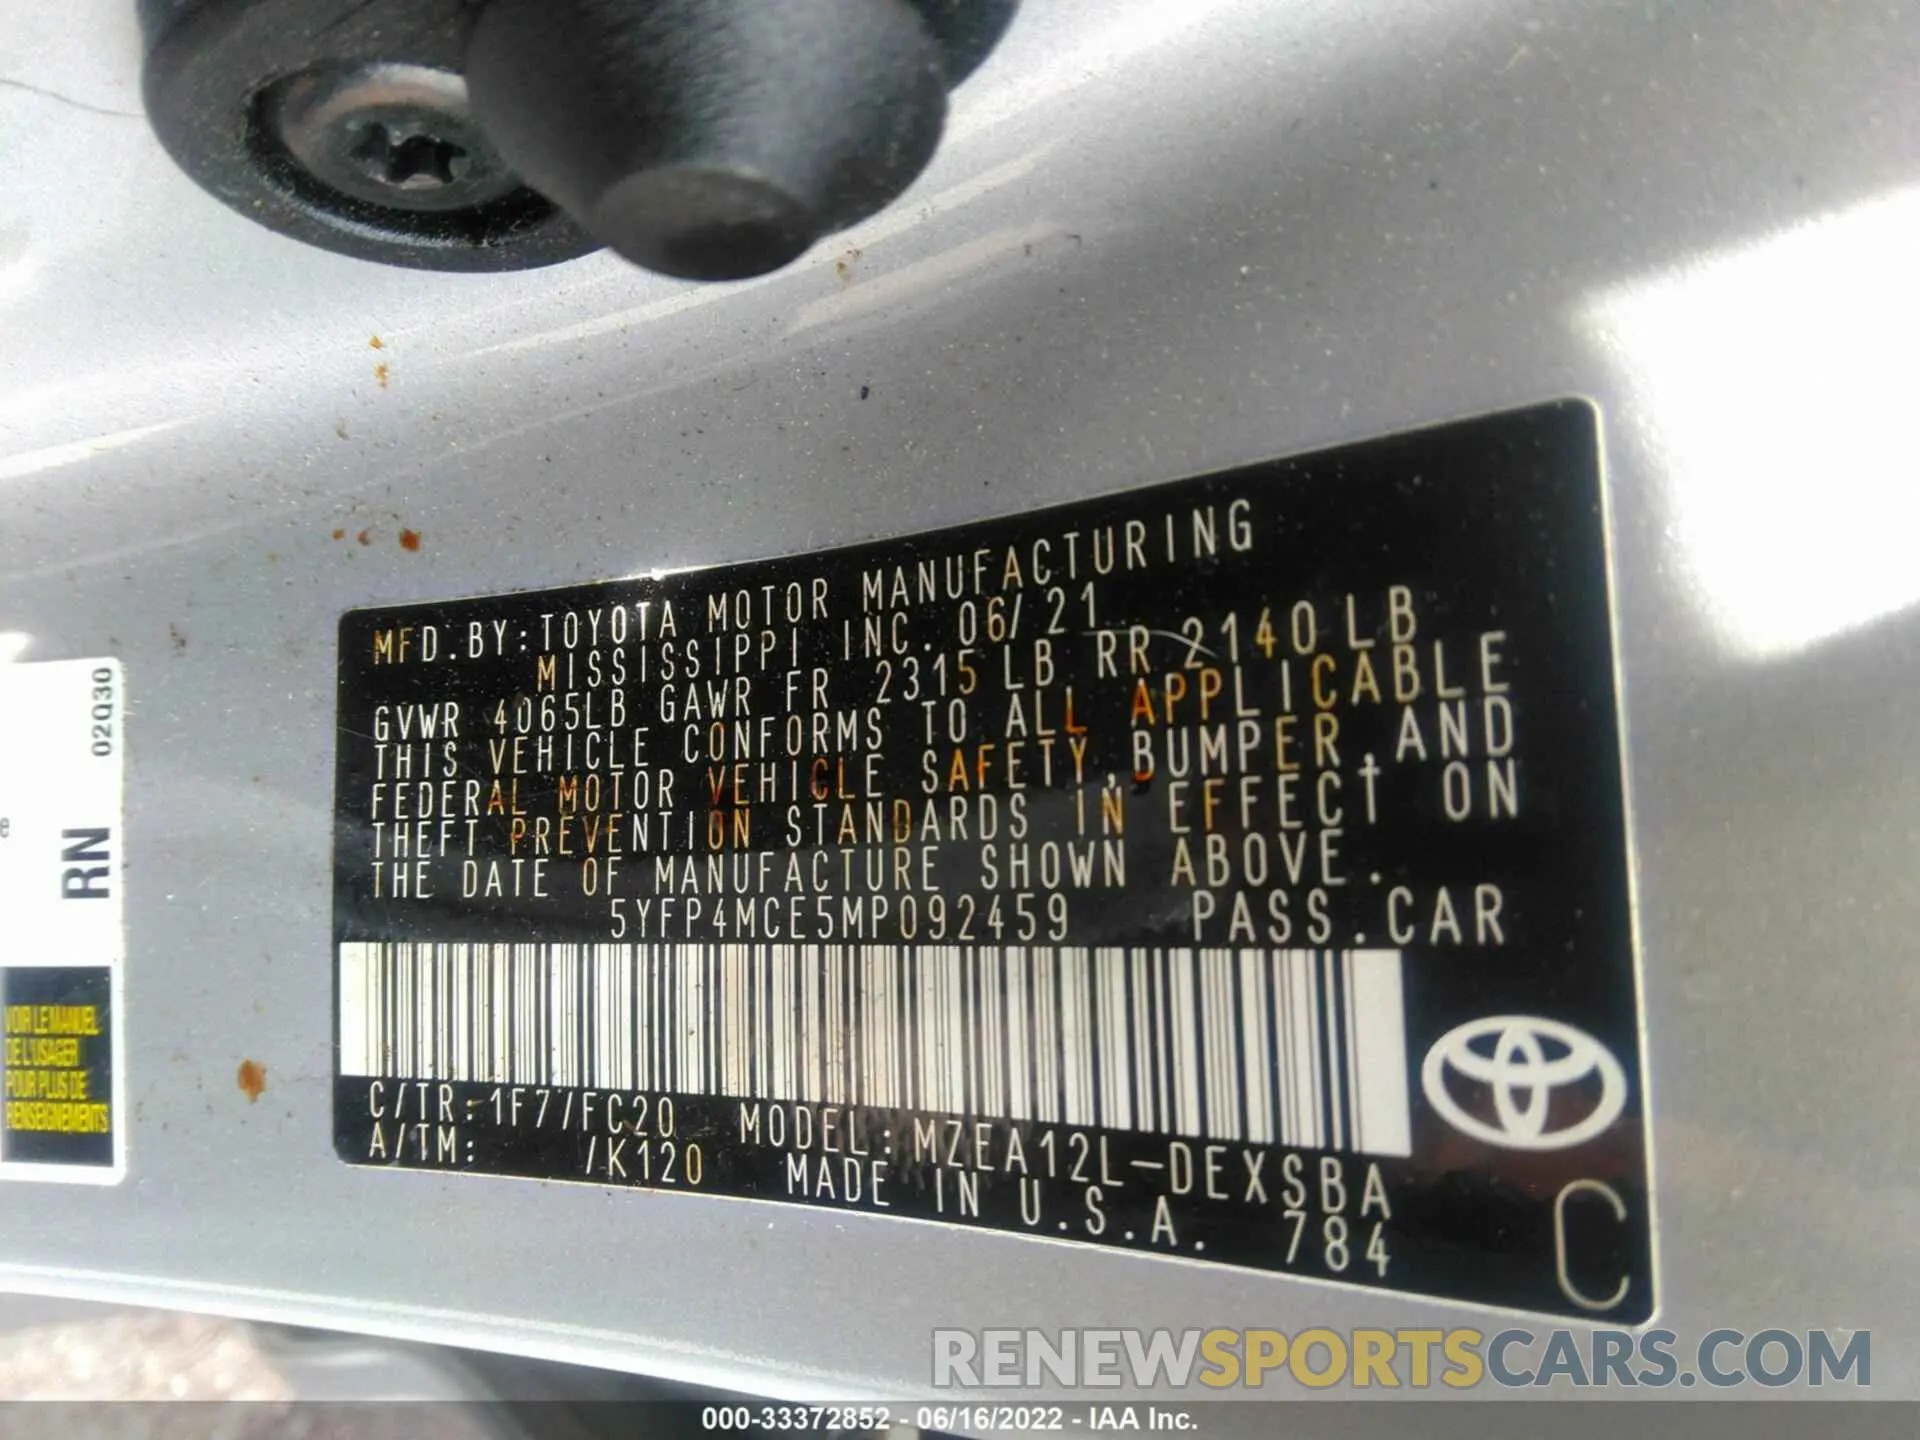 MFD.BY:TOYOTA MOTOR MANUFACTURING
MISSISSIPPI INC. 06/21
GVWR 4065LB GAWR FR 2315LB RR 2140LB
THIS VEHICLE CONFORMS TO ALL APPLICABLE
FEDERAL MOTOR VEHICLE SAFETY,BUMPER,AND
THEFT PREVENTION STANDARDS IN EFFECT ON
THE DATE OF MANUFACTURE SHOWN ABOVE.
5YFP4MCE5MP092459 PASS.CAR
C/TR:1F7/FC20 MODEL:MZEA12L-DEXSBA
A/TM: /K120 MADE IN U.S.A. 784
C
02Q30
RN
e
VOIR LE MANUEL
DE L'USAGER
POUR PLUS DE
RENSEIGNEMENTS
RENEWSPORTSCARS.COM
000-33372852 - 06/16/2022 - IAA Inc.